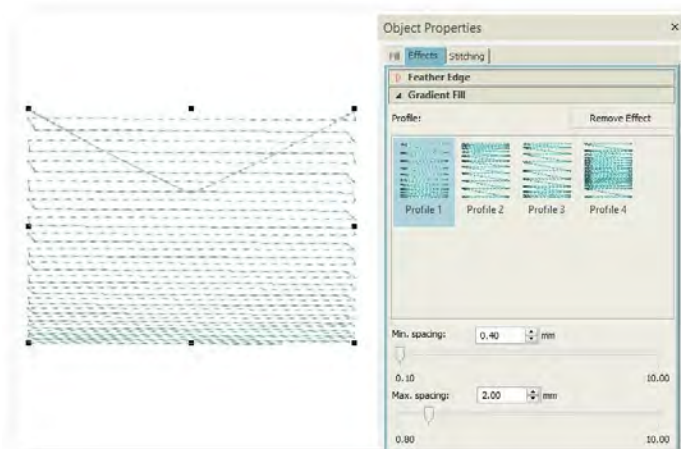 Object Properties
Fill Effects Stitching
Feather Edge
Gradient Fill
Profile: Remove Effect
Profile 1 Profile 2 Profile 3 Profile 4
Min. spacing: 0.40 mm
0.10 10.00
Max. spacing: 2.00 mm
0.80 10.00